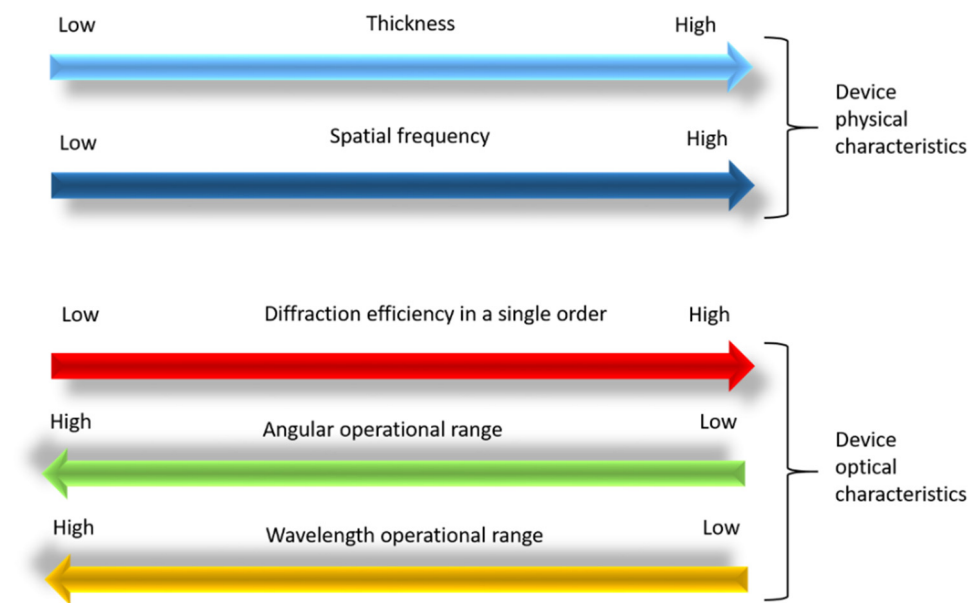 Low Thickness High
Device
physical
characteristics
Low Spatial frequency High
Low Diffraction efficiency in a single order High
High Angular operational range Low
Device
optical
characteristics
High Wavelength operational range Low